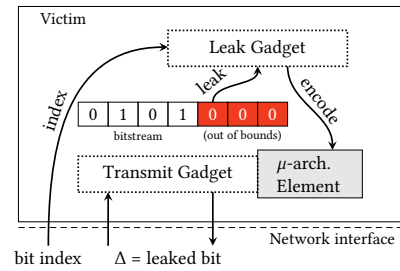 Victim
Leak Gadget
index
leak
encode
0 1 0 1 0 0 0
bitstream (out of bounds)
Transmit Gadget
μ-arch.
Element
Network interface
bit index Δ = leaked bit